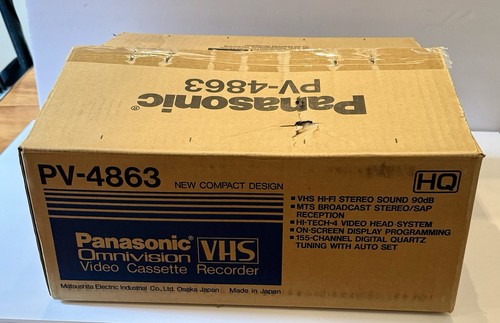 Panasonic®
PV-4863
PV-4863 NEW COMPACT DESIGN
HQ
■ VHS HI-FI STEREO SOUND 90dB
■ MTS BROADCAST STEREO/SAP
RECEPTION
■ HI-TECH-4 VIDEO HEAD-SYSTEM
■ ON-SCREEN DISPLAY PROGRAMMING
■ 155-CHANNEL DIGITAL QUARTZ
TUNING WITH AUTO SET
Panasonic®
Omnivision
VHS
Video Cassette Recorder
Matsushita Electric Industrial Co., Ltd. Osaka Japan Made in Japan